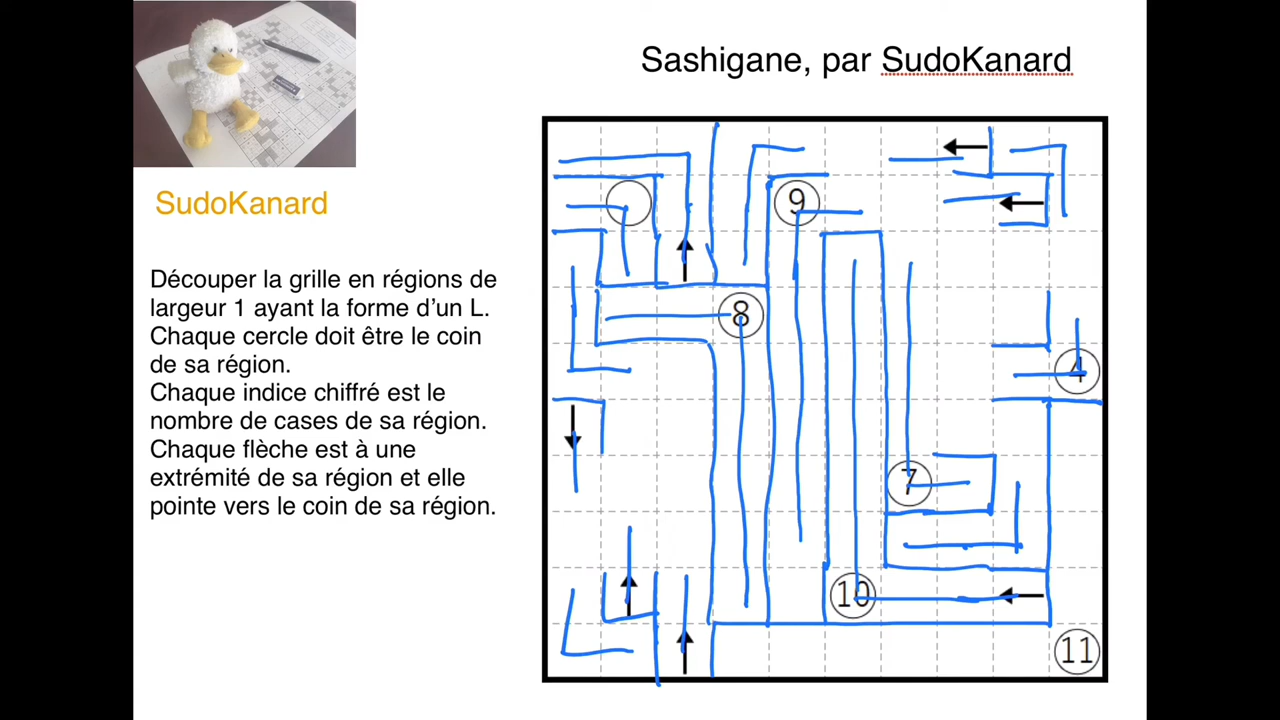 Sashigane, par SudoKanard
SudoKanard
Découper la grille en régions de
largeur 1 ayant la forme d’un L.
Chaque cercle doit être le coin
de sa région.
Chaque indice chiffré est le
nombre de cases de sa région.
Chaque flèche est à une
extrémité de sa région et elle
pointe vers le coin de sa région.
9
8
4
7
10
11